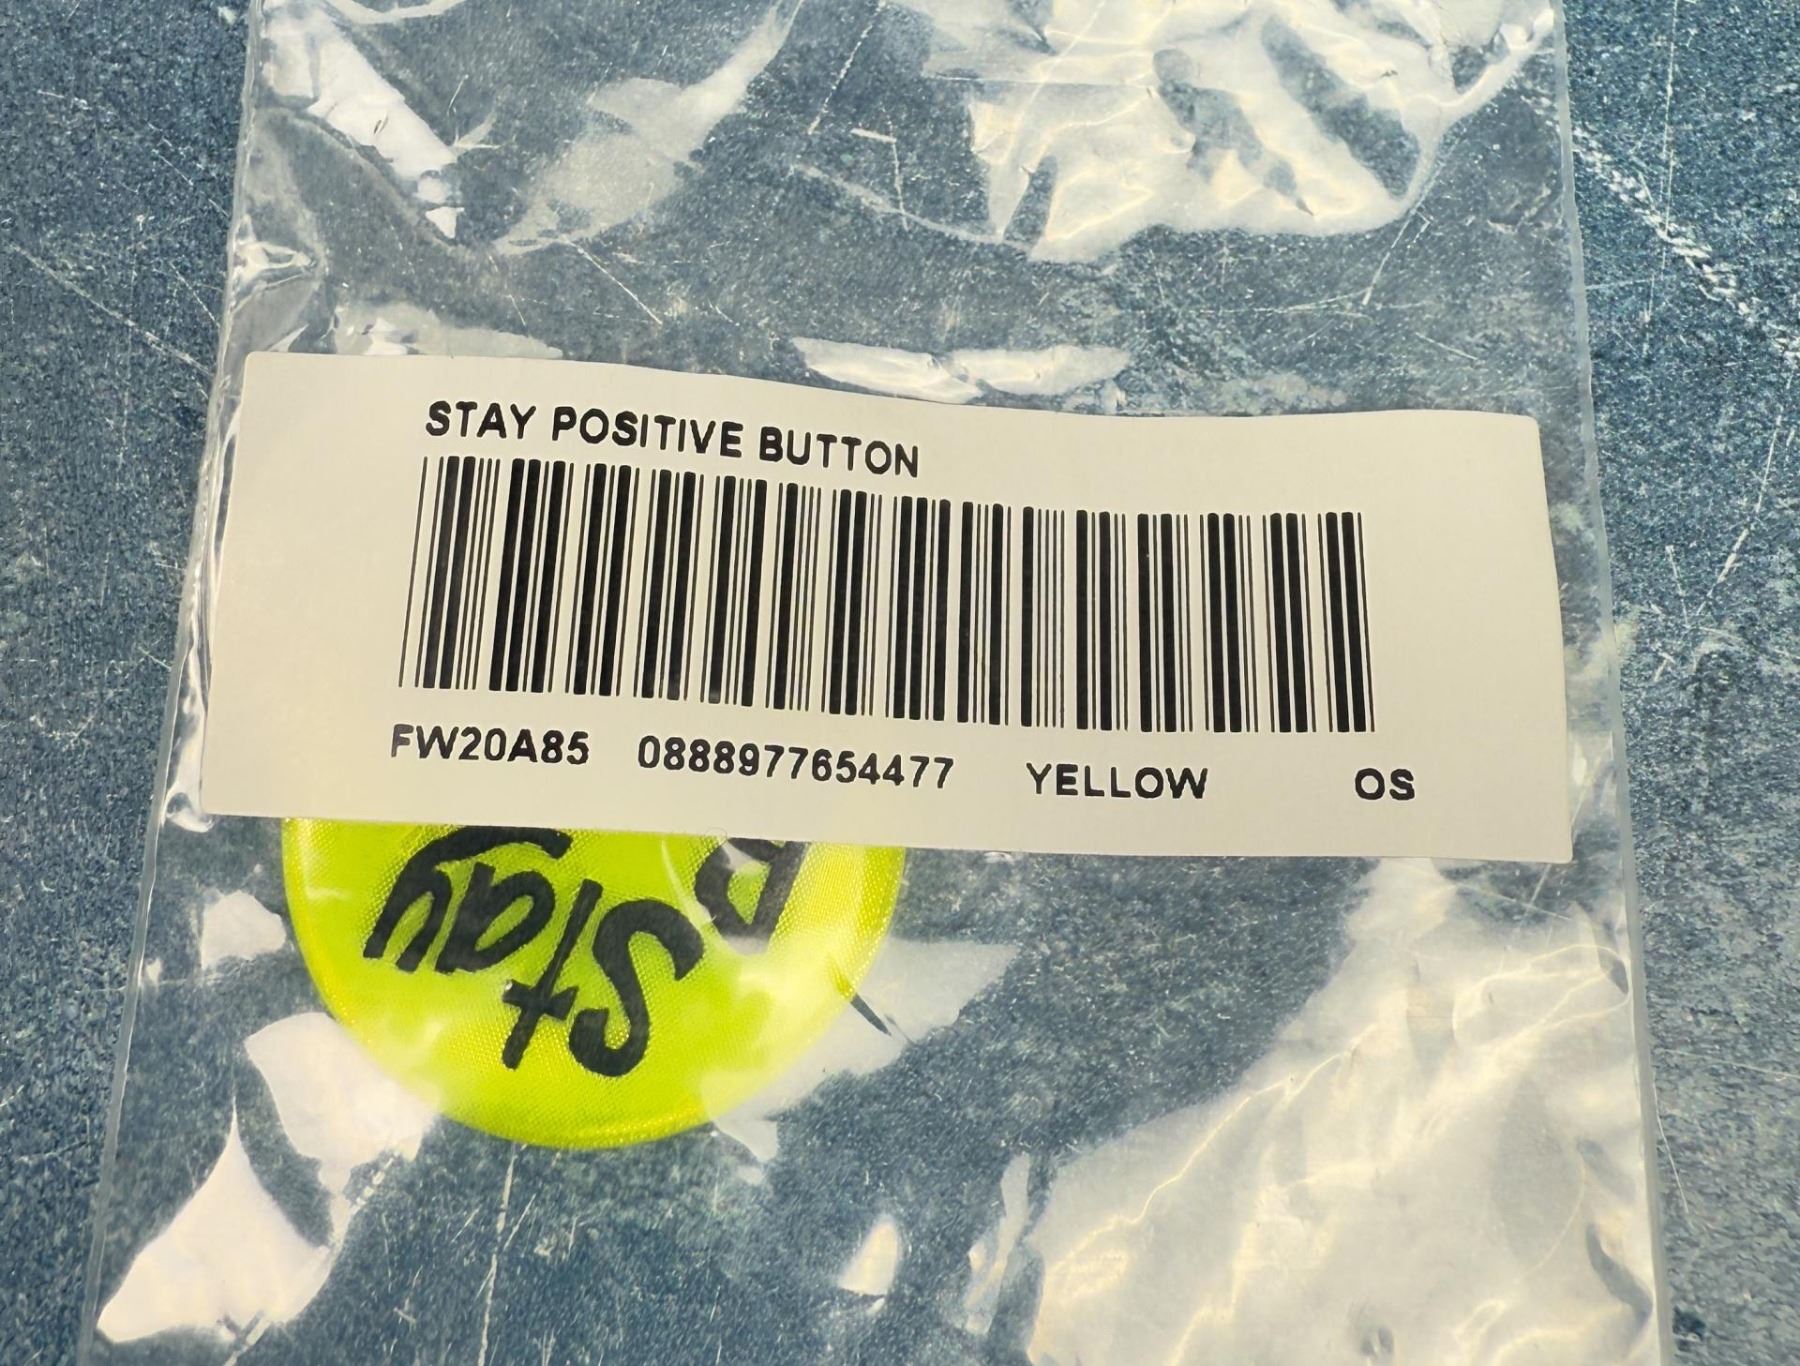 STAY POSITIVE BUTTON
FW20A85 0888977654477 YELLOW OS
Stay